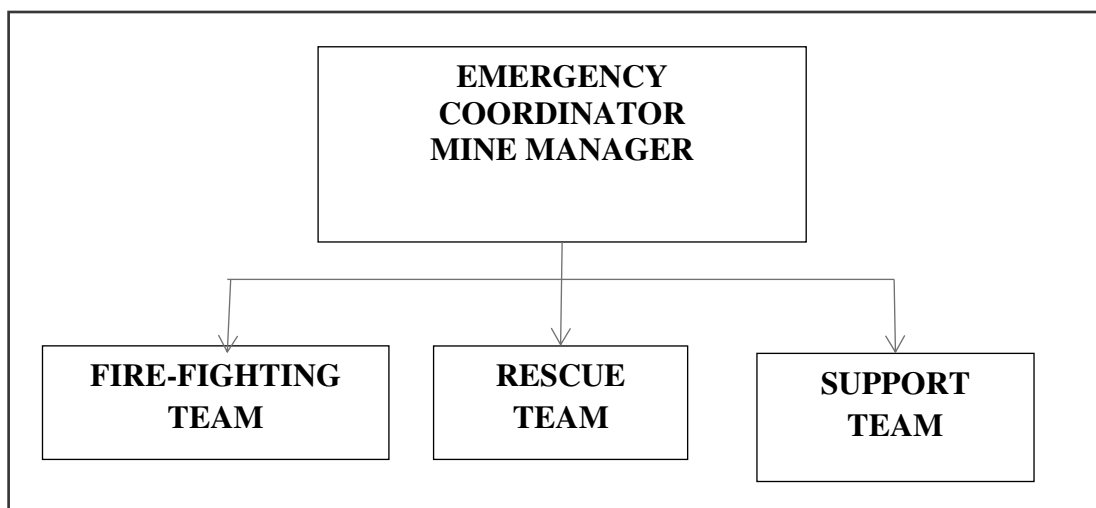 EMERGENCY
COORDINATOR
MINE MANAGER
FIRE-FIGHTING
TEAM
RESCUE
TEAM
SUPPORT
TEAM